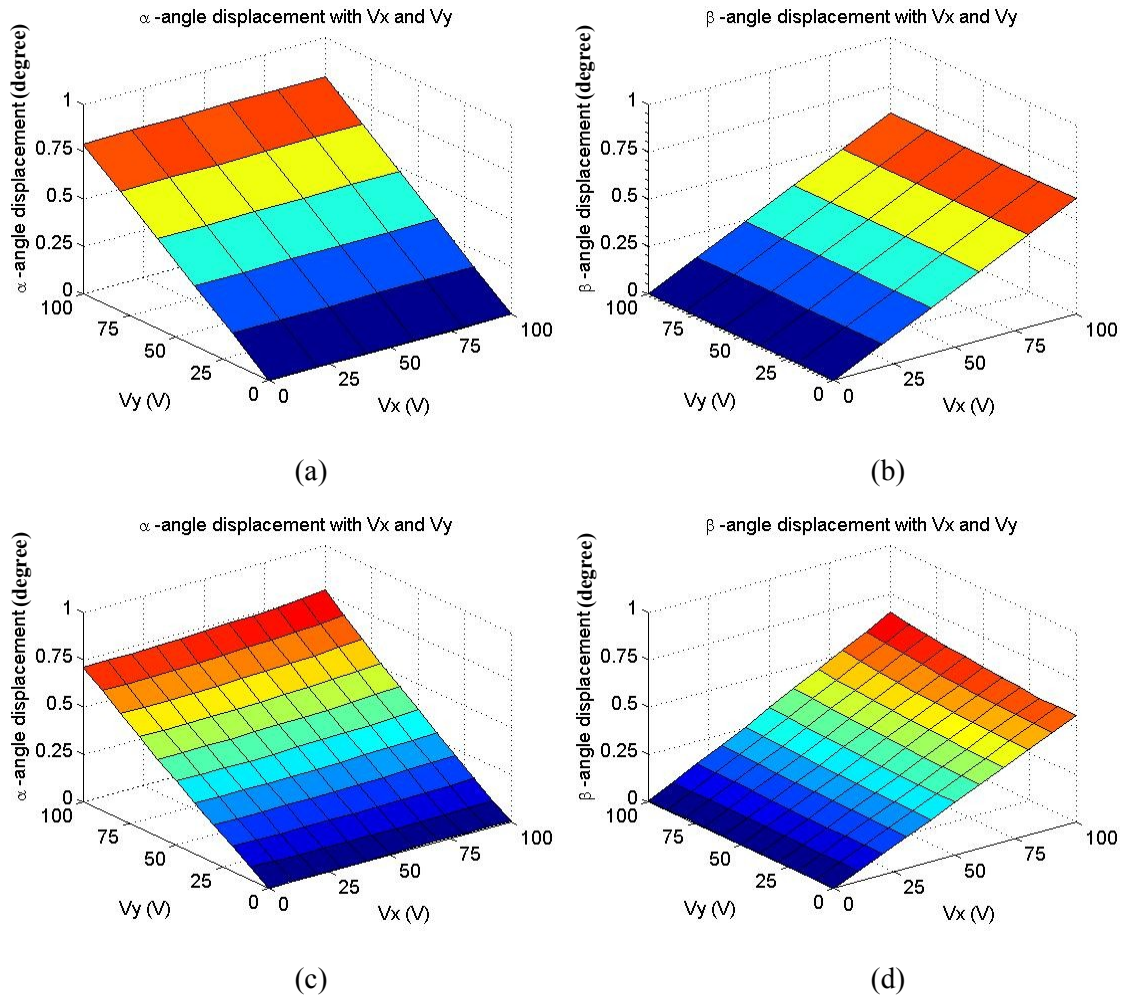 (a)
α -angle displacement with Vx and Vy
α -angle displacement (degree)
1
0.75
0.5
0.25
0
100
75
50
25
0
Vy (V)
0
25
50
75
100
Vx (V)
(b)
β -angle displacement with Vx and Vy
β -angle displacement (degree)
1
0.75
0.5
0.25
0
100
75
50
25
0
Vy (V)
0
25
50
75
100
Vx (V)
(a)
(b)
α -angle displacement with Vx and Vy
α -angle displacement (degree)
1
0.75
0.5
0.25
0
100
75
50
25
0
Vy (V)
0
25
50
75
100
Vx (V)
β -angle displacement with Vx and Vy
β -angle displacement (degree)
1
0.75
0.5
0.25
0
100
75
50
25
0
Vy (V)
0
25
50
75
100
Vx (V)
(c)
(d)